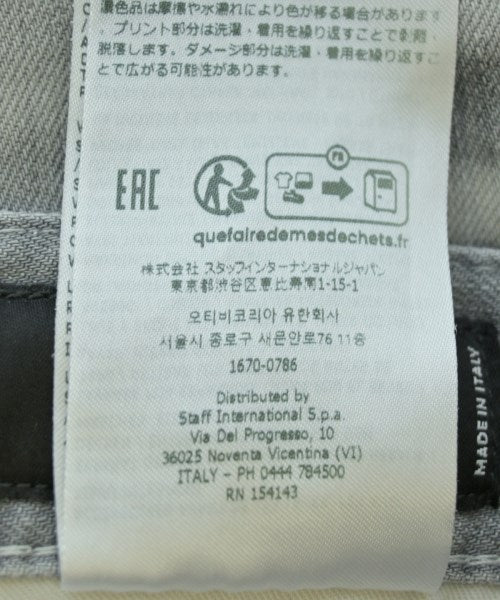 濃色品は摩擦や水濡れにより色が移る場合があります
。プリント部分は洗濯・着用を繰り返すことで剥離、
脱落します。ダメージ部分は洗濯・着用を繰り返すこ
とで広がる可能性があります。
EAC
FR
quefairedemesdechets.fr
株式会社 スタッフインターナショナルジャパン
東京都渋谷区恵比寿南1-15-1
오티비코리아 유한회사
서울시 종로구 새문안로76 11층
1670-0786
Distributed by
Staff International S.p.a.
Via Del Progresso, 10
36025 Noventa Vicentina (VI)
ITALY - PH 0444 784500
RN 154143
MADE IN ITALY